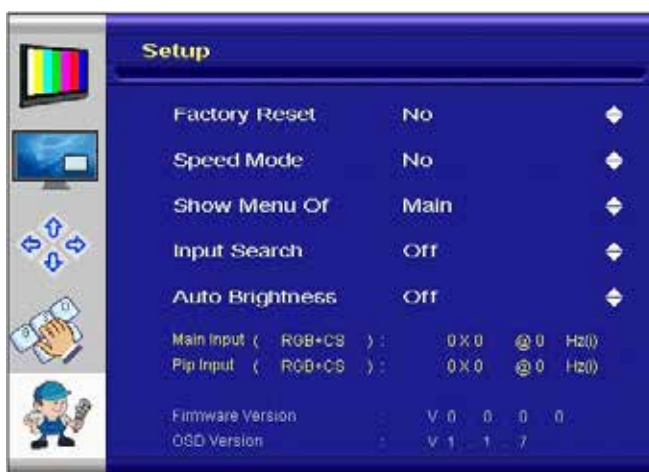 Setup
Factory Reset No
Speed Mode No
Show Menu Of Main
Input Search Off
Auto Brightness Off
Main Input ( RGB+CS ) : 0 X 0 @ 0 Hz(i)
Pip Input ( RGB+CS ) : 0 X 0 @ 0 Hz(i)
Firmware Version : V 0 . 0 . 0 . 0
OSD Version : V 1 . 1 . 7